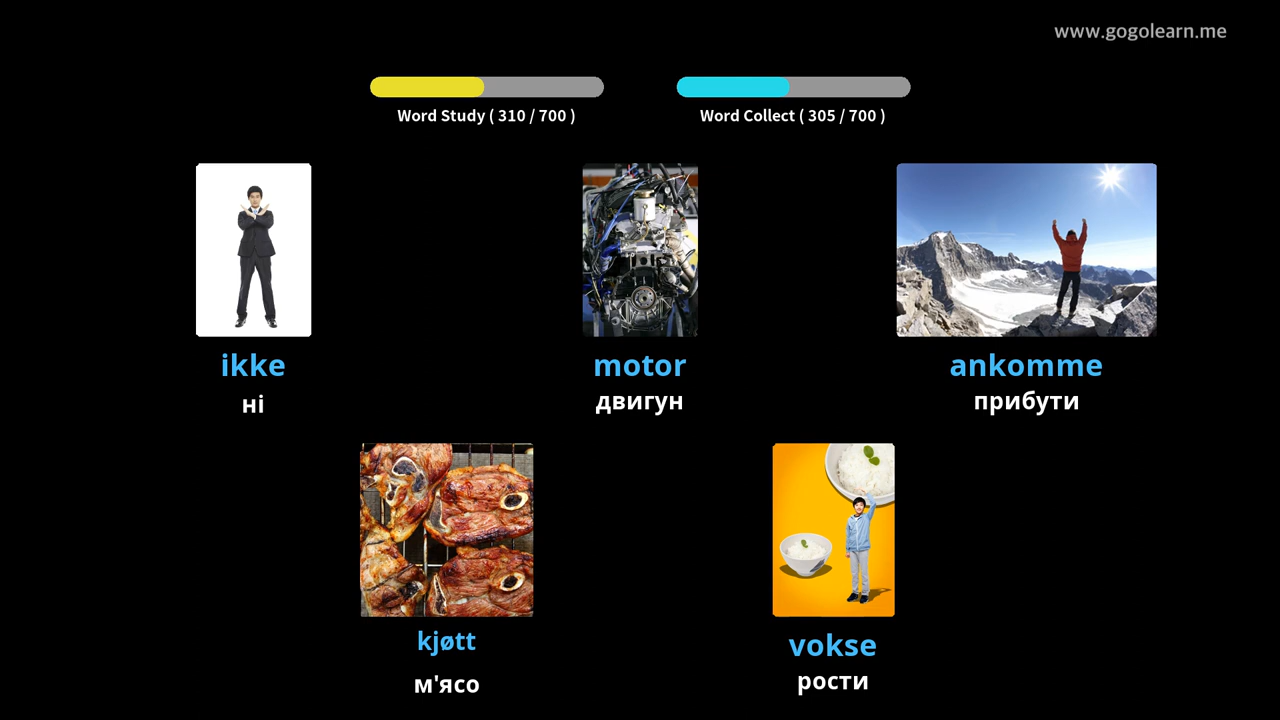 www.gogolearn.me
Word Study ( 310 / 700 )
Word Collect ( 305 / 700 )
ikke
ні
motor
двигун
ankomme
прибути
kjøtt
м'ясо
vokse
рости